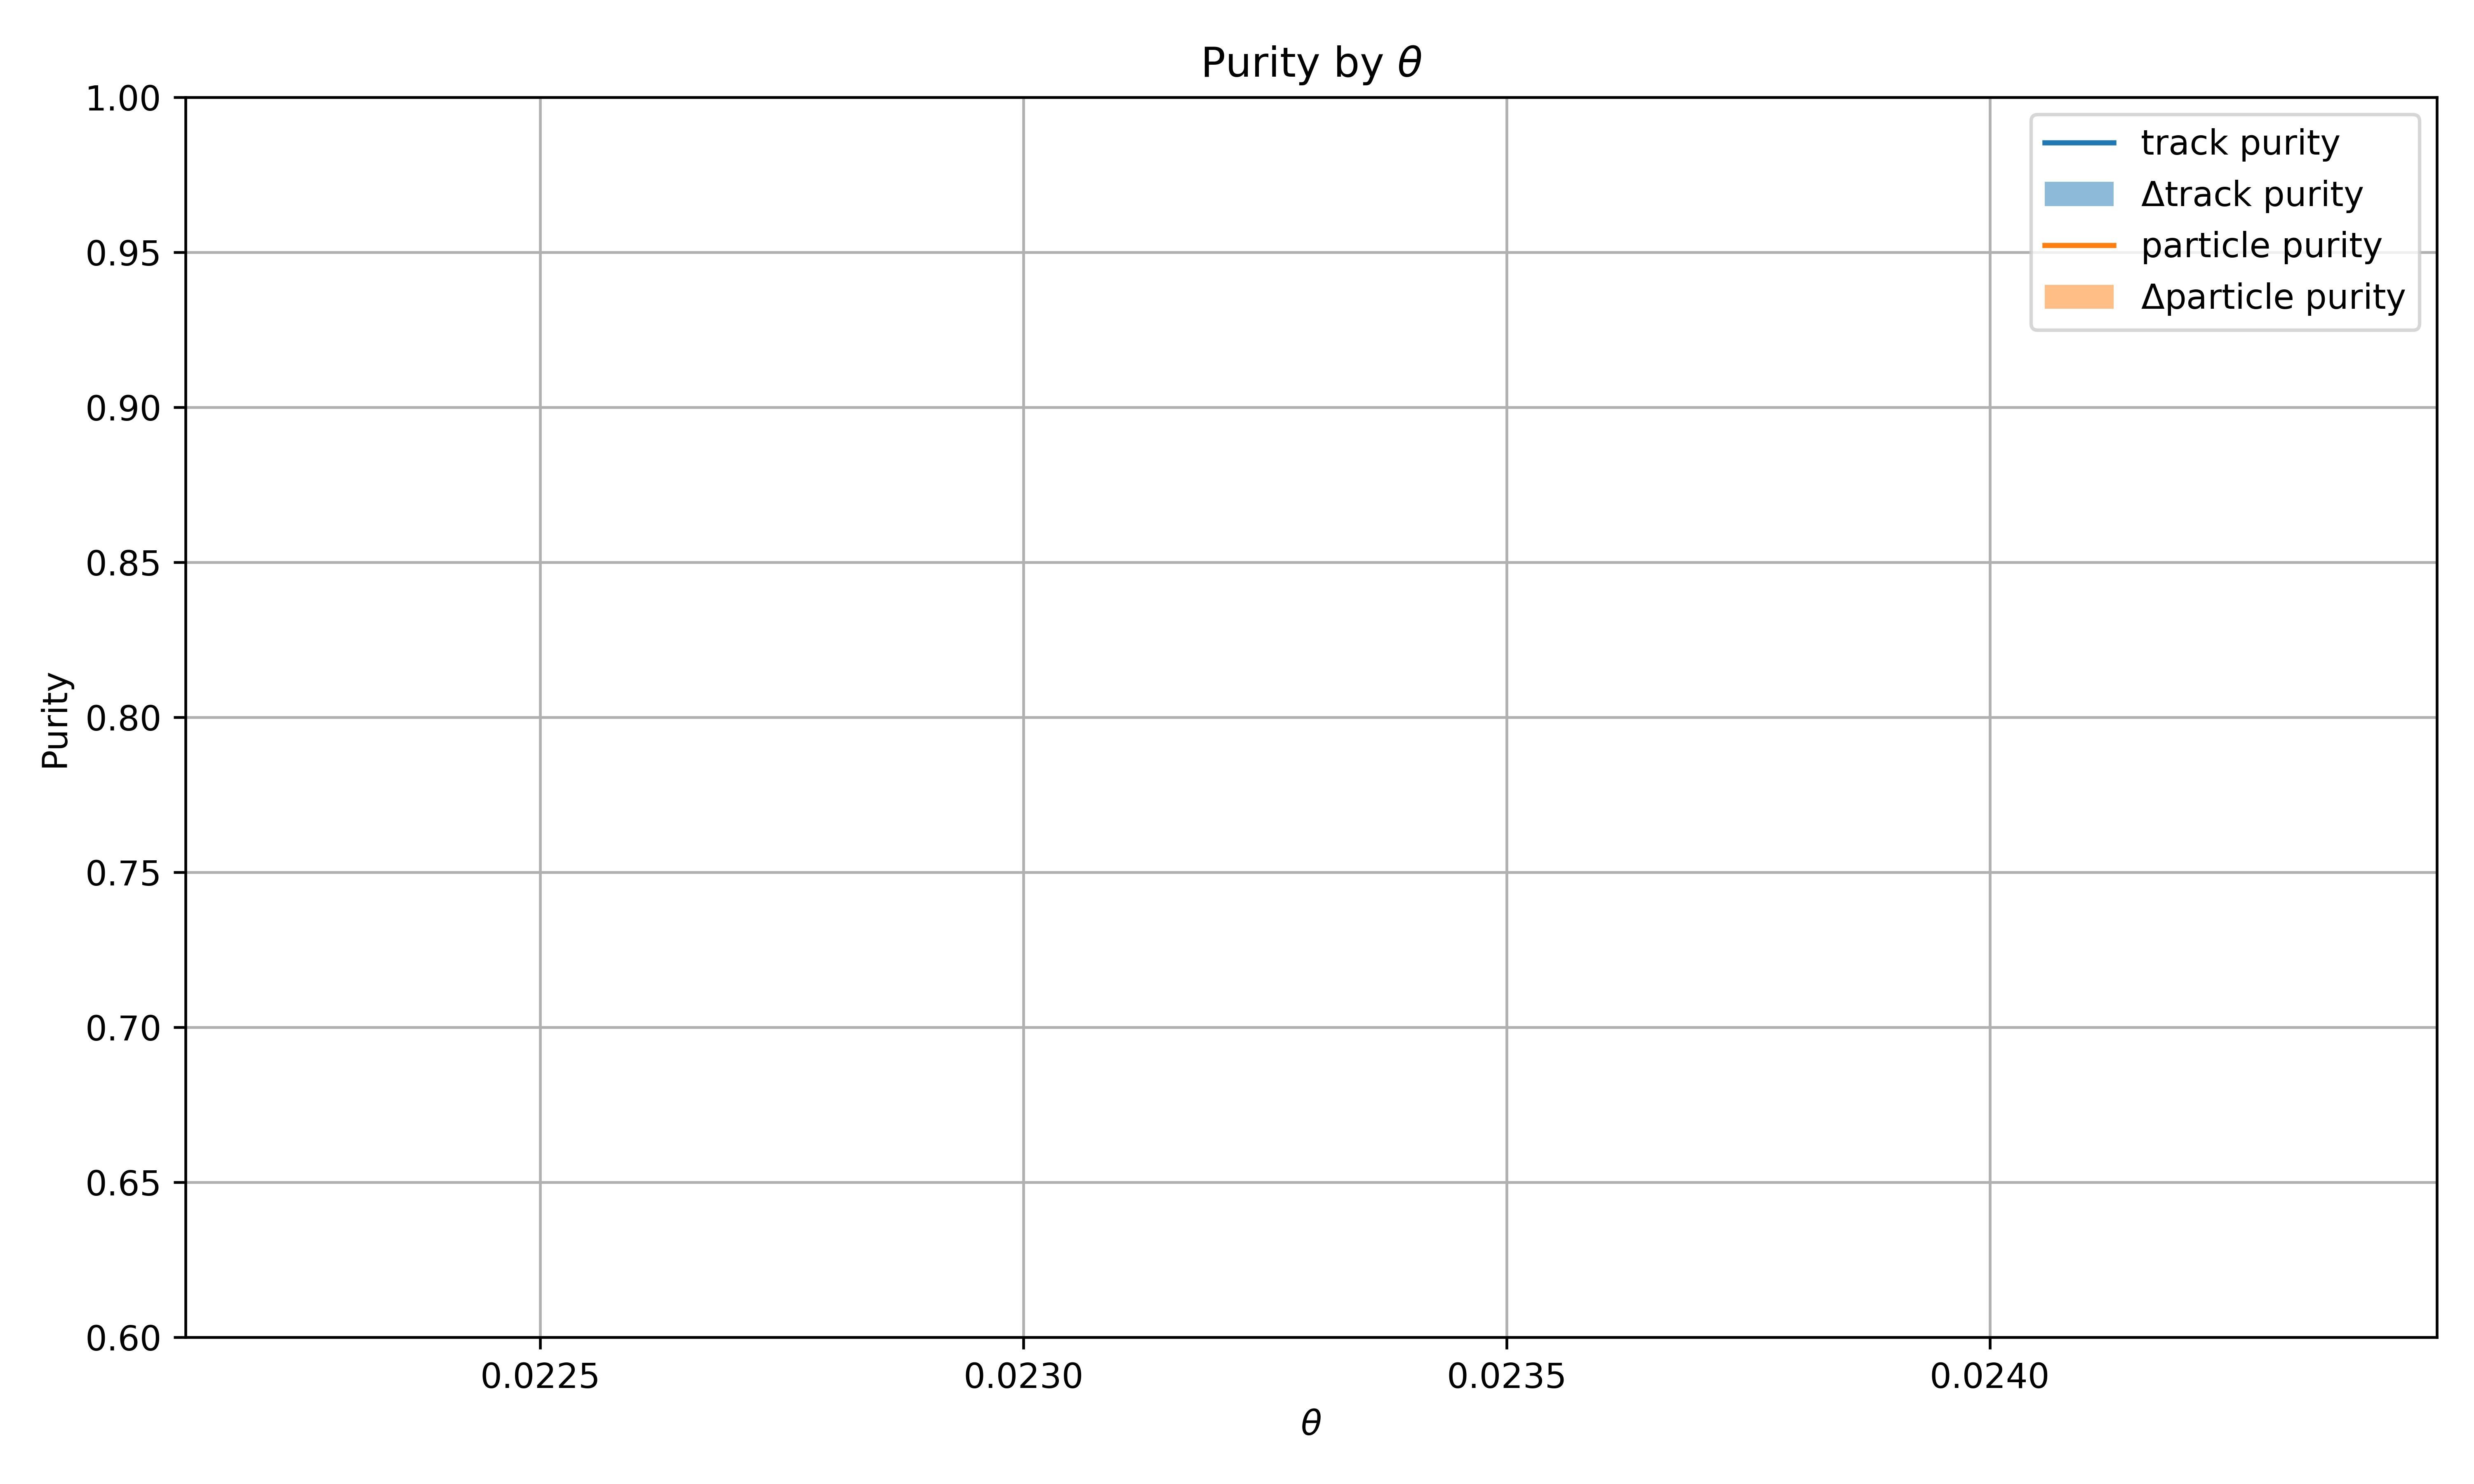 Purity by θ
1.00
0.95
0.90
0.85
0.80
0.75
0.70
0.65
0.60
Purity
track purity
Δtrack purity
particle purity
Δparticle purity
0.0225
0.0230
0.0235
0.0240
θ